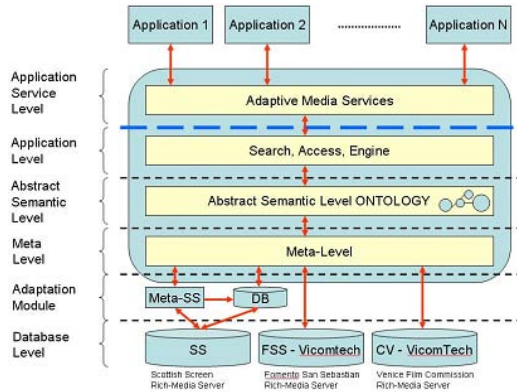 Application 1
Application 2
Application N
Application
Service
Level
Adaptive Media Services
Application
Level
Search, Access, Engine
Abstract
Semantic
Level
Abstract Semantic Level ONTOLOGY
Meta
Level
Meta-Level
Adaptation
Module
Meta-SS
DB
Database
Level
SS
FSS - Vicomtech
CV - VicomTech
Scottish Screen
Rich-Media Server
Fomento San Sebastian
Rich-Media Server
Venice Film Commission
Rich-Media Server